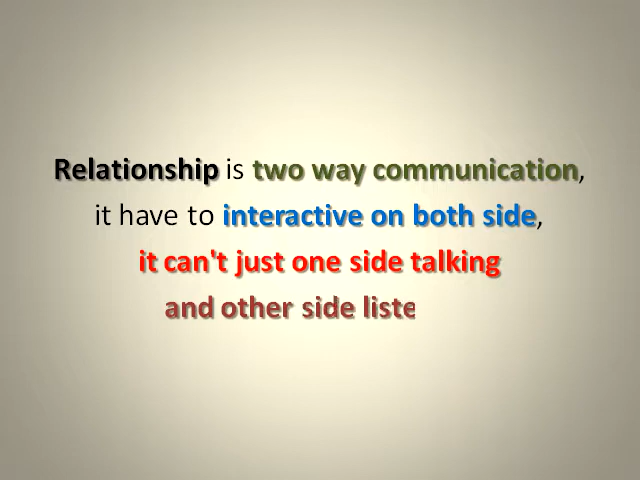 Relationship is two way communication,
it have to interactive on both side,
it can't just one side talking
and other side liste